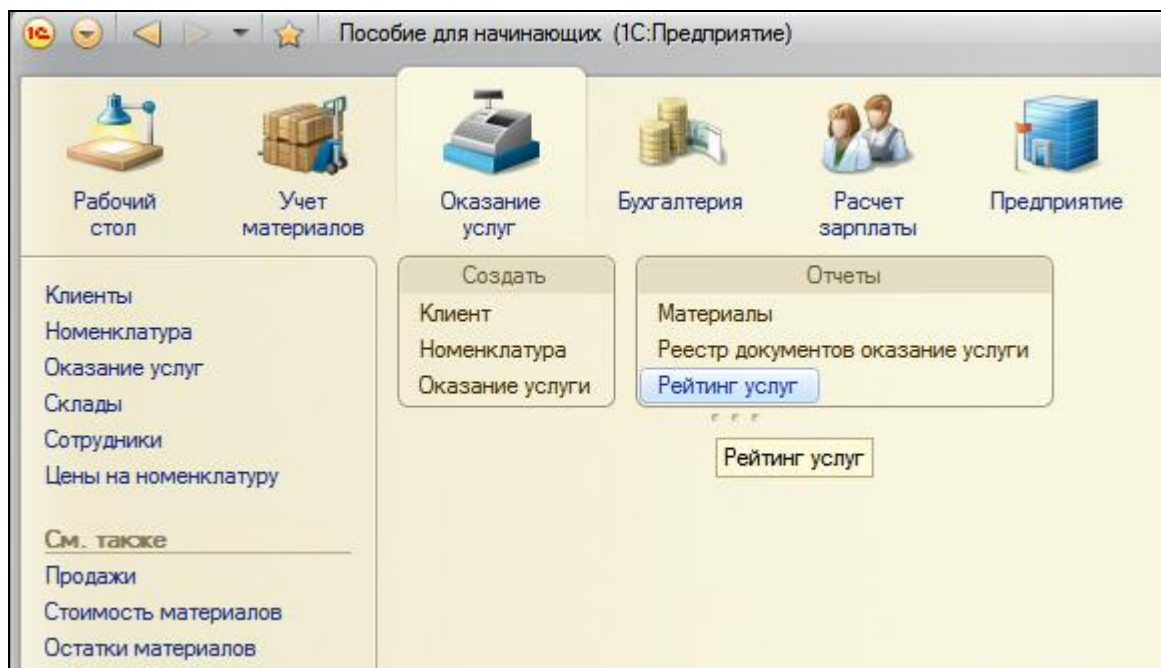 1С Пособие для начинающих (1С:Предприятие)
Рабочий
стол
Учет
материалов
Оказание
услуг
Бухгалтерия
Расчет
зарплаты
Предприятие
Клиенты
Номенклатура
Оказание услуг
Склады
Сотрудники
Цены на номенклатуру
См. также
Продажи
Стоимость материалов
Остатки материалов
Создать
Клиент
Номенклатура
Оказание услуги
Отчеты
Материалы
Реестр документов оказание услуги
Рейтинг услуг
Рейтинг услуг